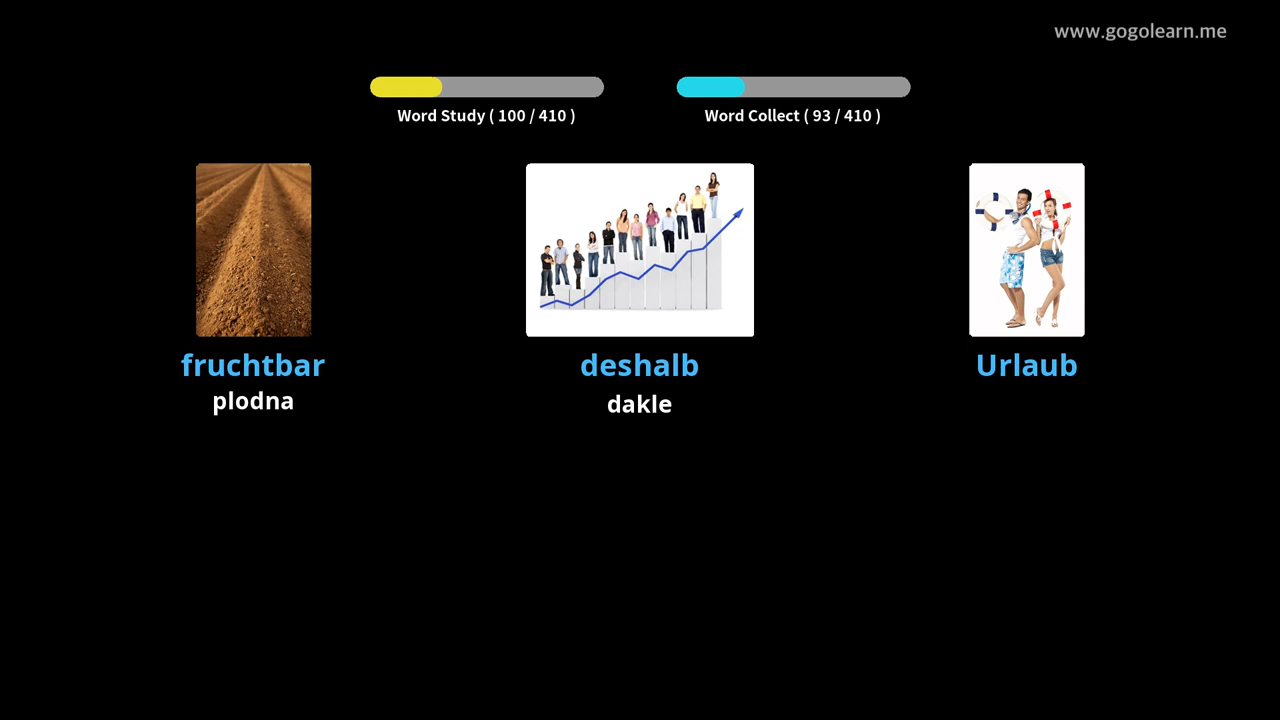 www.gogolearn.me
Word Study ( 100 / 410 )
Word Collect ( 93 / 410 )
fruchtbar
plodna
deshalb
dakle
Urlaub